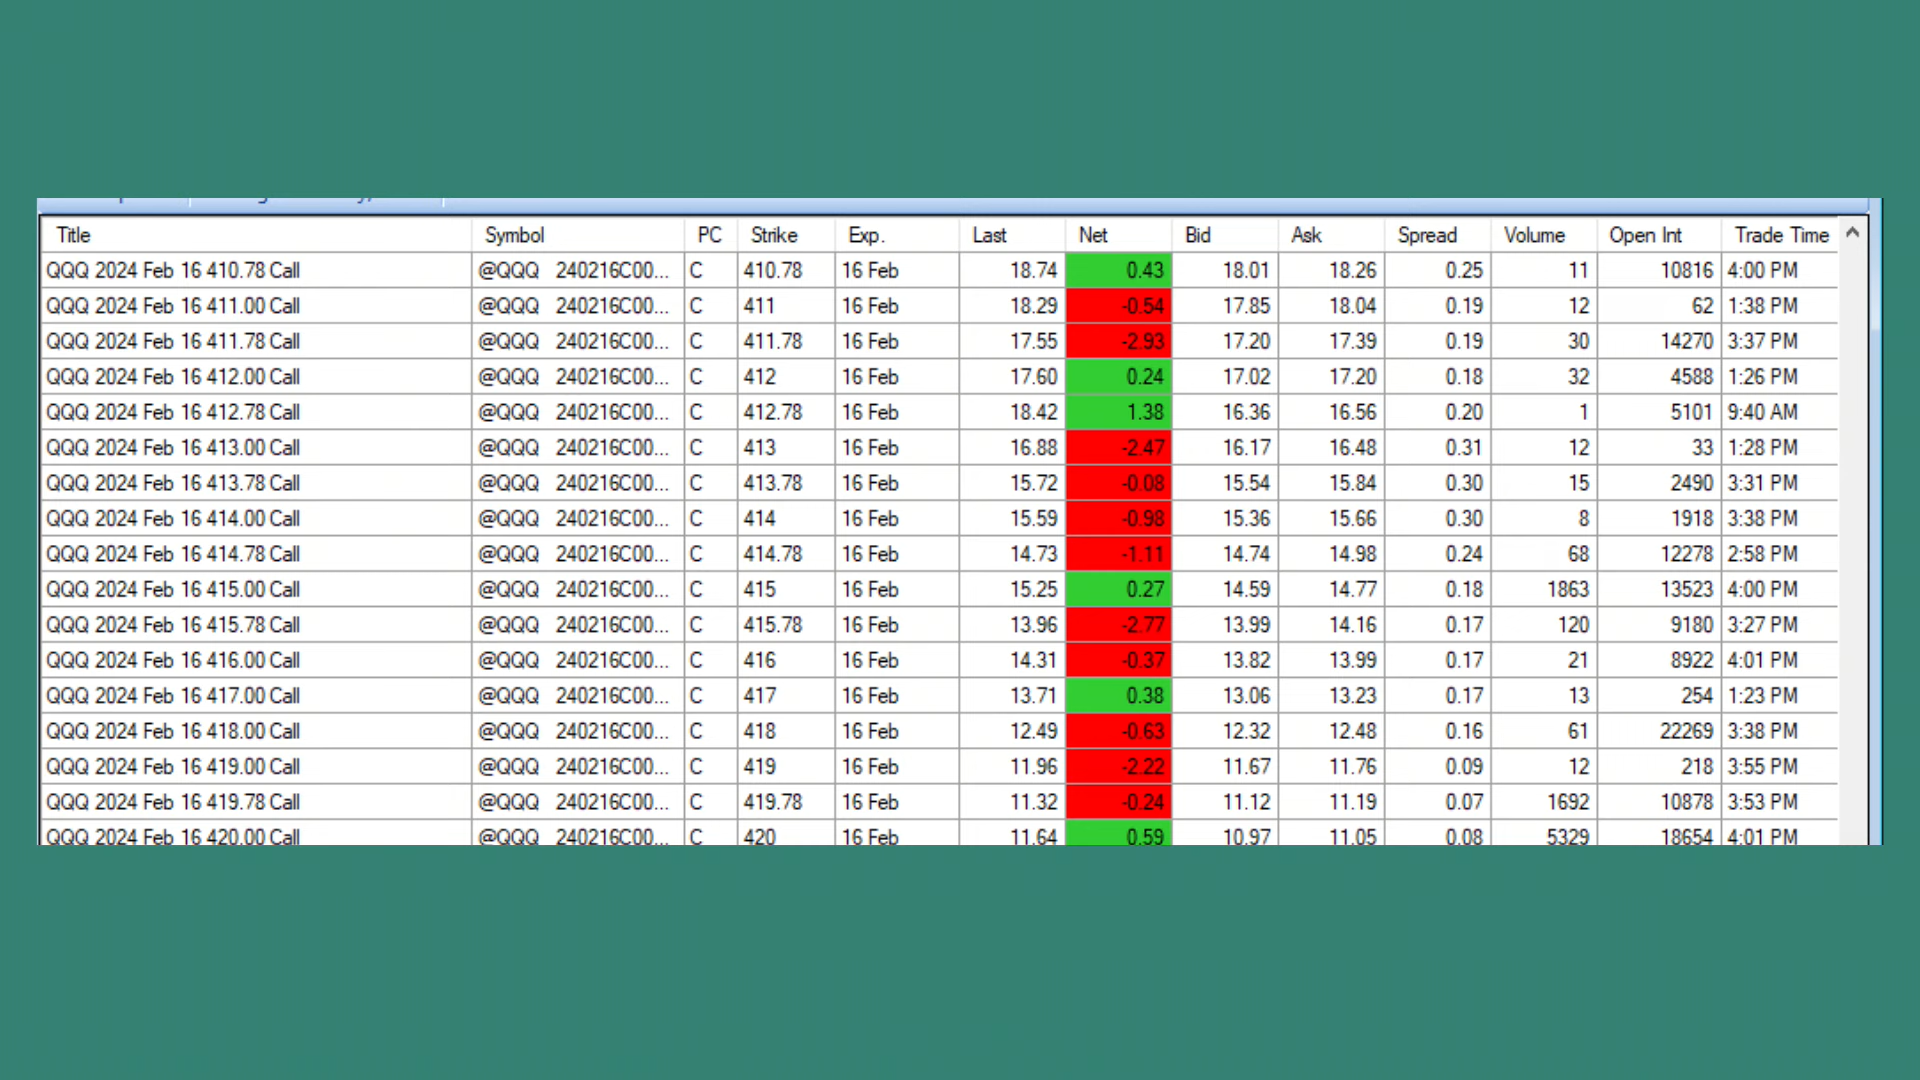 Title Symbol PC Strike Exp. Last Net Bid Ask Spread Volume Open Int Trade Time
QQQ 2024 Feb 16 410.78 Call @QQQ 240216C00... C 410.78 16 Feb 18.74 0.43 18.01 18.26 0.25 11 10816 4:00 PM
QQQ 2024 Feb 16 411.00 Call @QQQ 240216C00... C 411 16 Feb 18.29 -0.54 17.85 18.04 0.19 12 62 1:38 PM
QQQ 2024 Feb 16 411.78 Call @QQQ 240216C00... C 411.78 16 Feb 17.55 -2.93 17.20 17.39 0.19 30 14270 3:37 PM
QQQ 2024 Feb 16 412.00 Call @QQQ 240216C00... C 412 16 Feb 17.60 0.24 17.02 17.20 0.18 32 4588 1:26 PM
QQQ 2024 Feb 16 412.78 Call @QQQ 240216C00... C 412.78 16 Feb 18.42 1.38 16.36 16.56 0.20 1 5101 9:40 AM
QQQ 2024 Feb 16 413.00 Call @QQQ 240216C00... C 413 16 Feb 16.88 -2.47 16.17 16.48 0.31 12 33 1:28 PM
QQQ 2024 Feb 16 413.78 Call @QQQ 240216C00... C 413.78 16 Feb 15.72 -0.08 15.54 15.84 0.30 15 2490 3:31 PM
QQQ 2024 Feb 16 414.00 Call @QQQ 240216C00... C 414 16 Feb 15.59 -0.98 15.36 15.66 0.30 8 1918 3:38 PM
QQQ 2024 Feb 16 414.78 Call @QQQ 240216C00... C 414.78 16 Feb 14.73 -1.11 14.74 14.98 0.24 68 12278 2:58 PM
QQQ 2024 Feb 16 415.00 Call @QQQ 240216C00... C 415 16 Feb 15.25 0.27 14.59 14.77 0.18 1863 13523 4:00 PM
QQQ 2024 Feb 16 415.78 Call @QQQ 240216C00... C 415.78 16 Feb 13.96 -2.77 13.99 14.16 0.17 120 9180 3:27 PM
QQQ 2024 Feb 16 416.00 Call @QQQ 240216C00... C 416 16 Feb 14.31 -0.37 13.82 13.99 0.17 21 8922 4:01 PM
QQQ 2024 Feb 16 417.00 Call @QQQ 240216C00... C 417 16 Feb 13.71 0.38 13.06 13.23 0.17 13 254 1:23 PM
QQQ 2024 Feb 16 418.00 Call @QQQ 240216C00... C 418 16 Feb 12.49 -0.63 12.32 12.48 0.16 61 22269 3:38 PM
QQQ 2024 Feb 16 419.00 Call @QQQ 240216C00... C 419 16 Feb 11.96 -2.22 11.67 11.76 0.09 12 218 3:55 PM
QQQ 2024 Feb 16 419.78 Call @QQQ 240216C00... C 419.78 16 Feb 11.32 -0.24 11.12 11.19 0.07 1692 10878 3:53 PM
QQQ 2024 Feb 16 420.00 Call @QQQ 240216C00... C 420 16 Feb 11.64 0.59 10.97 11.05 0.08 5329 18654 4:01 PM